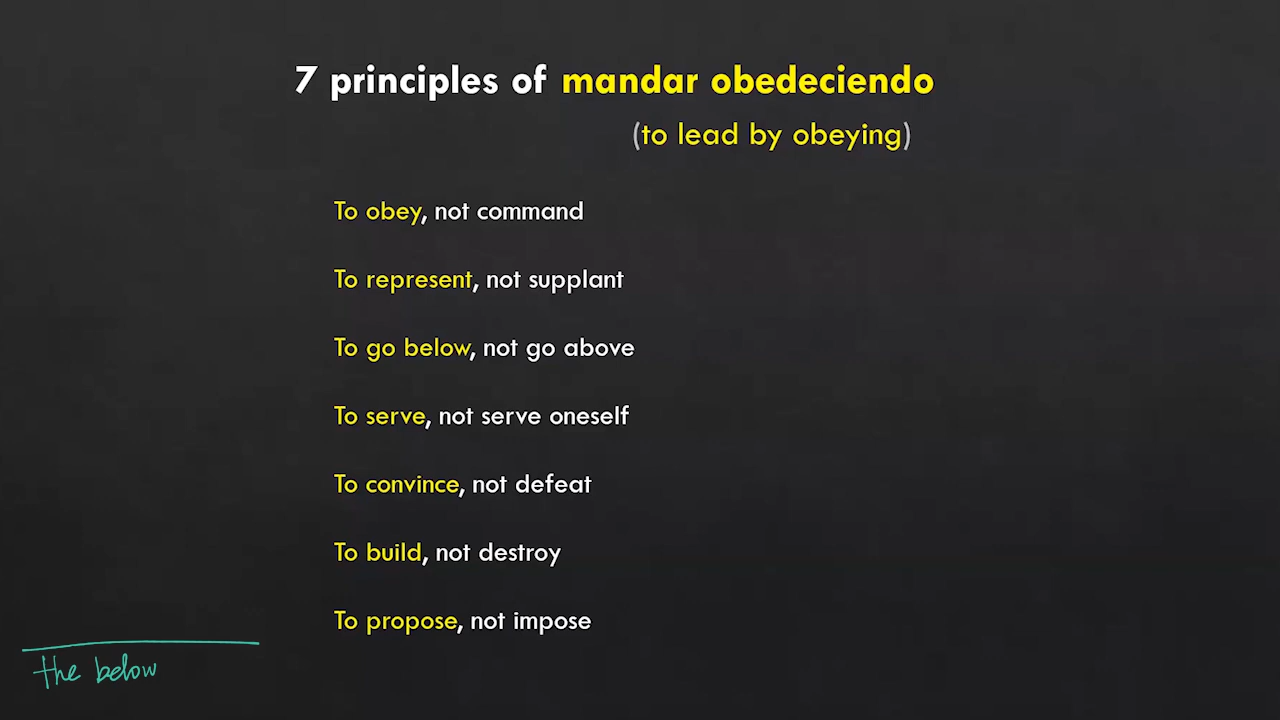 7 principles of mandar obedeciendo
(to lead by obeying)
To obey, not command
To represent, not supplant
To go below, not go above
To serve, not serve oneself
To convince, not defeat
To build, not destroy
To propose, not impose
the below